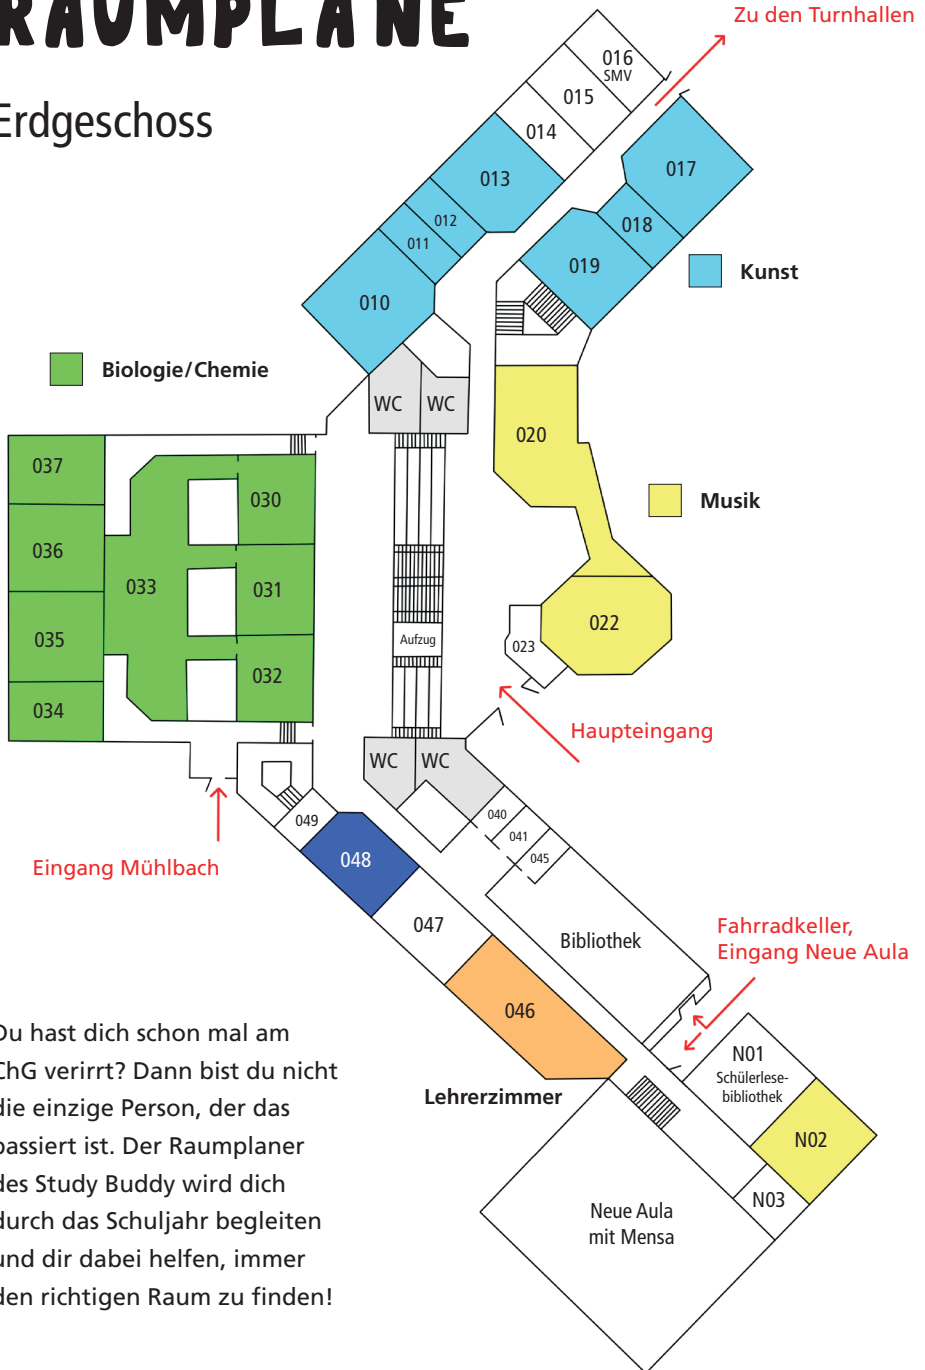 RAUMPLÄNE
Erdgeschoss
Zu den Turnhallen
016
SMV
015
014
013
012
011
010
017
018
019
Kunst
Biologie/Chemie
WC
WC
020
Musik
037
036
035
034
033
030
031
032
Aufzug
022
023
Haupteingang
WC
WC
Eingang Mühlbach
049
048
047
046
040
041
045
Bibliothek
Fahrradkeller,
Eingang Neue Aula
Lehrerzimmer
N01
Schülerlese-
bibliothek
N02
N03
Neue Aula
mit Mensa
Du hast dich schon mal am
ChG verirrt? Dann bist du nicht
die einzige Person, der das
passiert ist. Der Raumplaner
des Study Buddy wird dich
durch das Schuljahr begleiten
und dir dabei helfen, immer
den richtigen Raum zu finden!